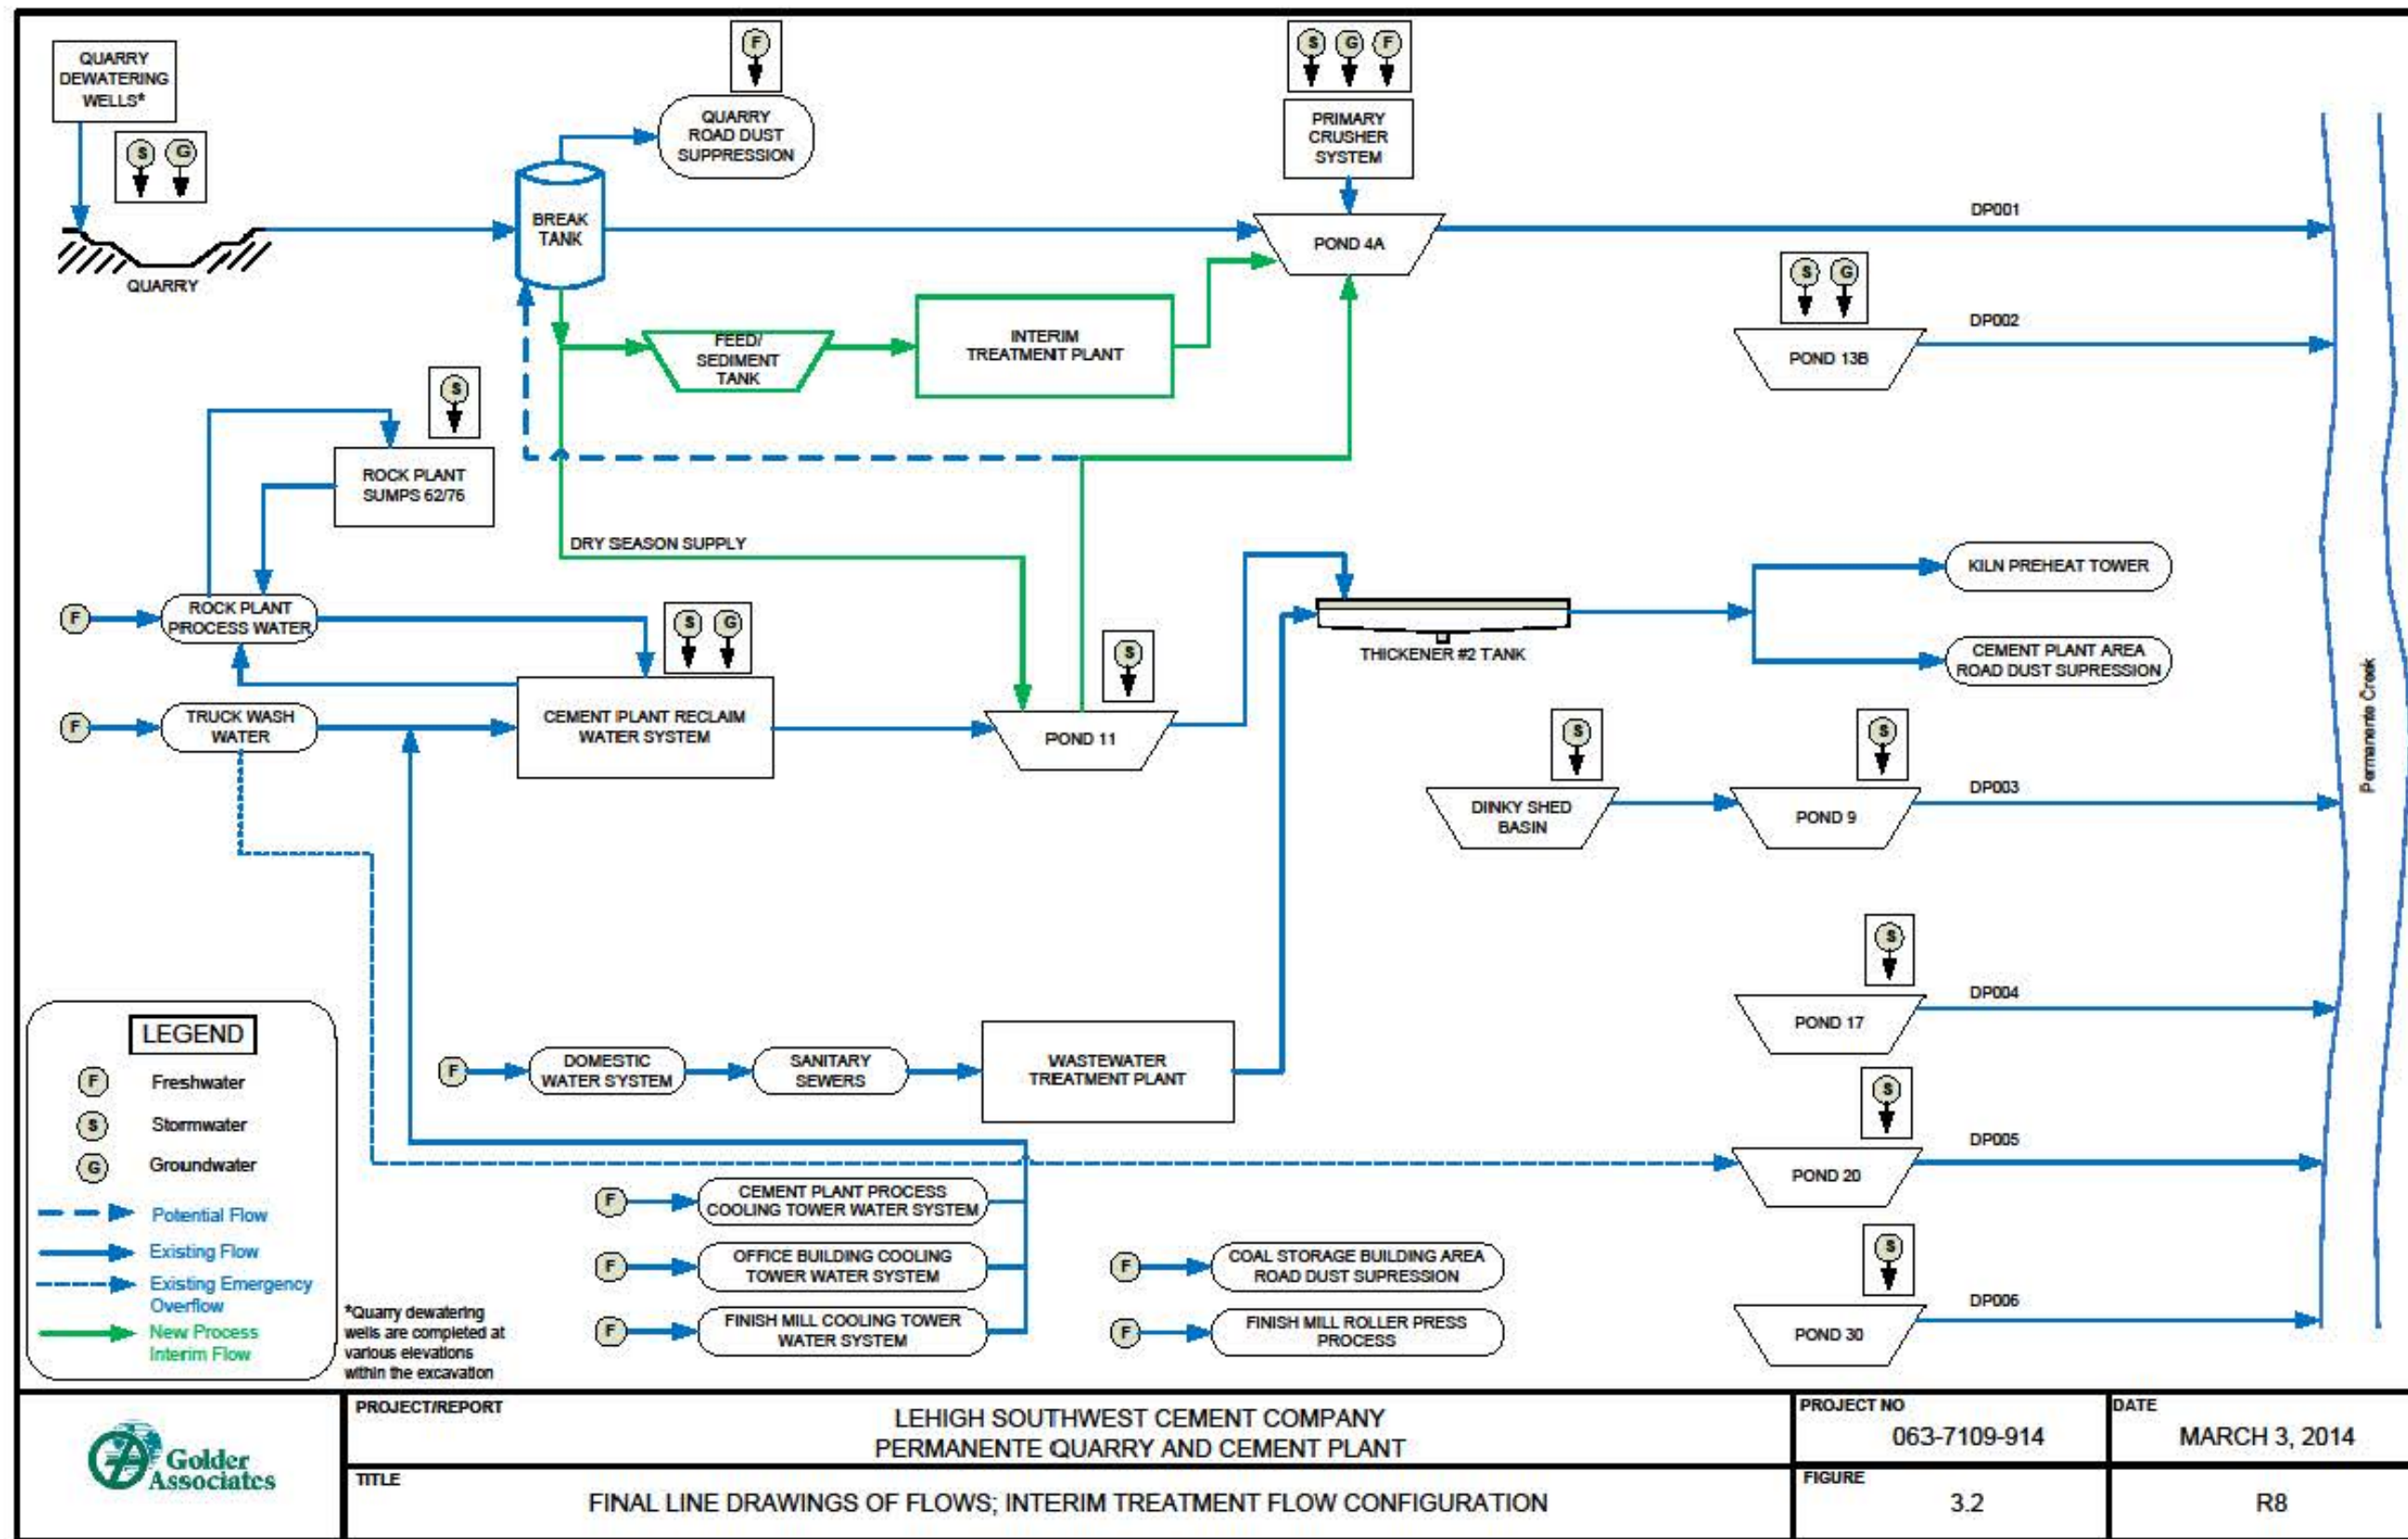 QUARRY
DEWATERING
WELLS*
S G
QUARRY
F
QUARRY
ROAD DUST
SUPPRESSION
BREAK
TANK
S G F
PRIMARY
CRUSHER
SYSTEM
POND 4A
DP001
S G
POND 13B
DP002
FEED/
SEDIMENT
TANK
INTERIM
TREATMENT PLANT
S
ROCK PLANT
SUMPS 62/76
DRY SEASON SUPPLY
F
ROCK PLANT
PROCESS WATER
F
TRUCK WASH
WATER
S G
CEMENT PLANT RECLAIM
WATER SYSTEM
S
POND 11
THICKENER #2 TANK
KILN PREHEAT TOWER
CEMENT PLANT AREA
ROAD DUST SUPRESSION
Permanente Creek
S
DINKY SHED
BASIN
S
POND 9
DP003
S
POND 17
DP004
F
DOMESTIC
WATER SYSTEM
SANITARY
SEWERS
WASTEWATER
TREATMENT PLANT
S
POND 20
DP005
F
CEMENT PLANT PROCESS
COOLING TOWER WATER SYSTEM
F
OFFICE BUILDING COOLING
TOWER WATER SYSTEM
F
FINISH MILL COOLING TOWER
WATER SYSTEM
F
COAL STORAGE BUILDING AREA
ROAD DUST SUPRESSION
F
FINISH MILL ROLLER PRESS
PROCESS
S
POND 30
DP006
LEGEND
F Freshwater
S Stormwater
G Groundwater
Potential Flow
Existing Flow
Existing Emergency
Overflow
New Process
Interim Flow
*Quarry dewatering
wells are completed at
various elevations
within the excavation
Golder
Associates
PROJECT/REPORT
LEHIGH SOUTHWEST CEMENT COMPANY
PERMANENTE QUARRY AND CEMENT PLANT
PROJECT NO
063-7109-914
DATE
MARCH 3, 2014
TITLE
FINAL LINE DRAWINGS OF FLOWS; INTERIM TREATMENT FLOW CONFIGURATION
FIGURE
3.2
R8